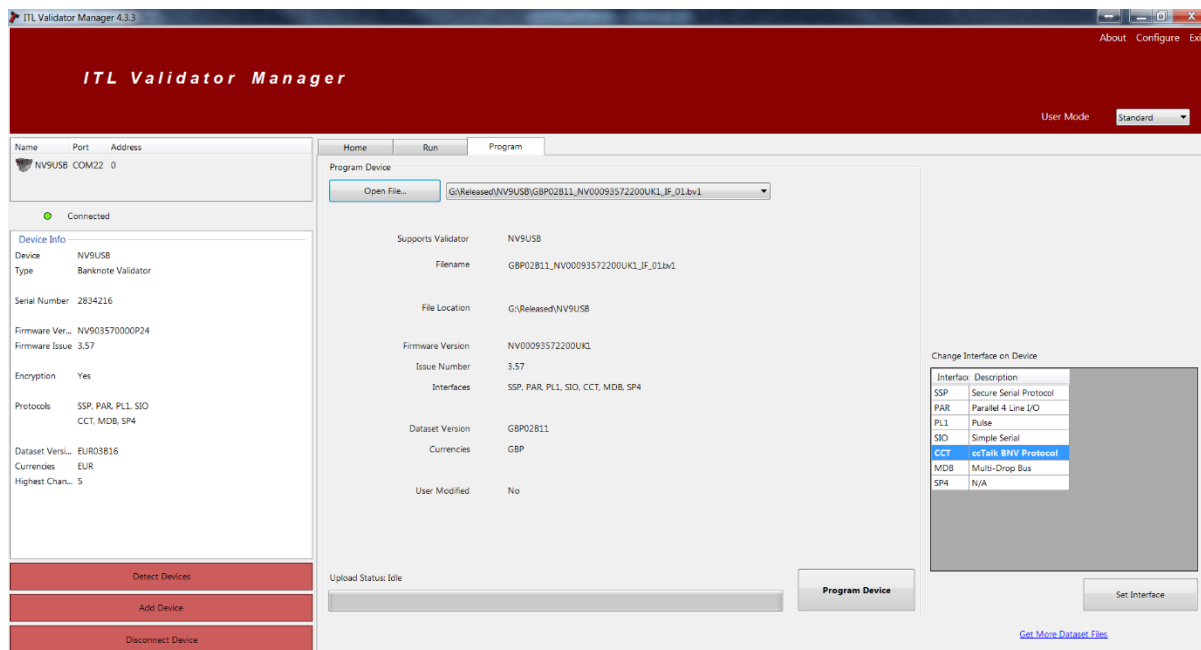 ITL Validator Manager 4.3.3
About Configure Exi
ITL Validator Manager
User Mode Standard
Name Port Address
NV9USB COM22 0
Connected
Device Info
Device NV9USB
Type Banknote Validator
Serial Number 2834216
Firmware Ver... NV903570000P24
Firmware Issue 3.57
Encryption Yes
Protocols SSP, PAR, PL1, SIO
CCT, MDB, SP4
Dataset Versi... EUR03B16
Currencies EUR
Highest Chan... 5
Detect Devices
Add Device
Disconnect Device
Home Run Program
Program Device
Open File... G:\Released\NV9USB\GBP02B11_NV00093572200UK1_IF_01.bv1
Supports Validator NV9USB
Filename GBP02B11_NV00093572200UK1_IF_01.bv1
File Location G:\Released\NV9USB
Firmware Version NV00093572200UK1
Issue Number 3.57
Interfaces SSP, PAR, PL1, SIO, CCT, MDB, SP4
Dataset Version GBP02B11
Currencies GBP
User Modified No
Upload Status: Idle
Program Device
Change Interface on Device
Interfac Description
SSP Secure Serial Protocol
PAR Parallel 4 Line I/O
PL1 Pulse
SIO Simple Serial
CCT ccTalk BNV Protocol
MDB Multi-Drop Bus
SP4 N/A
Set Interface
Get More Dataset Files